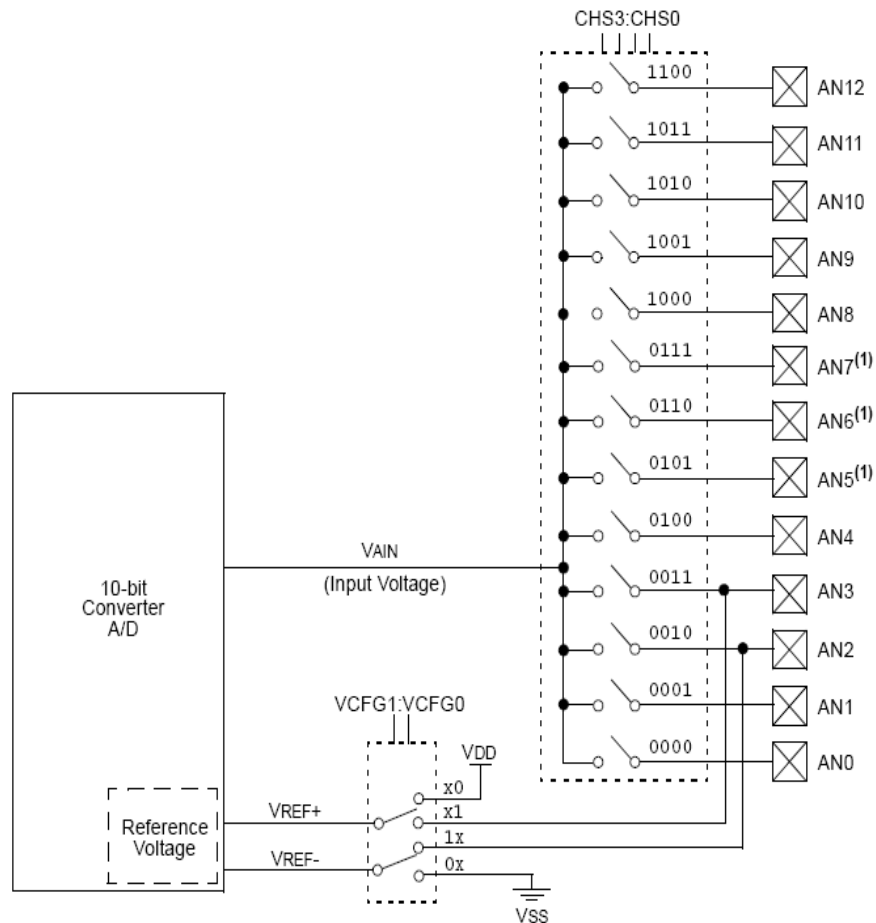 CHS3:CHS0
1100
AN12
1011
AN11
1010
AN10
1001
AN9
1000
AN8
0111
AN7(1)
0110
AN6(1)
0101
AN5(1)
0100
AN4
VAIN
(Input Voltage)
0011
AN3
10-bit
Converter
A/D
0010
AN2
0001
AN1
VCFG1:VCFG0
VDD
0000
AN0
x0
x1
VREF+
Reference
Voltage
1x
VREF-
0x
VSS